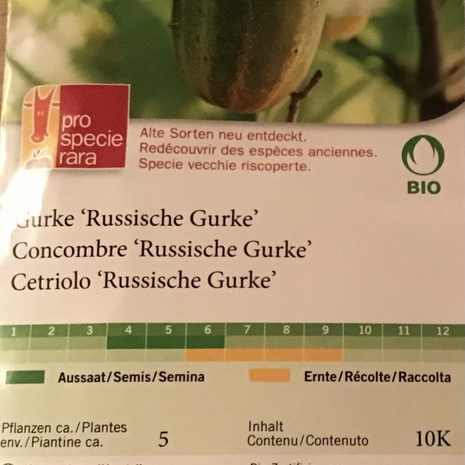 pro
specie
rara
Alte Sorten neu entdeckt.
Redécouvrir des espèces anciennes.
Specie vecchie riscoperte.
BIO
Gurke ‘Russische Gurke’
Concombre ‘Russische Gurke’
Cetriolo ‘Russische Gurke’
1 2 3 4 5 6 7 8 9 10 11 12
Aussaat/Semis/Semina
Ernte/Récolte/Raccolta
Pflanzen ca./Plantes
env./Piantine ca. 5
Inhalt
Contenu/Contenuto 10K